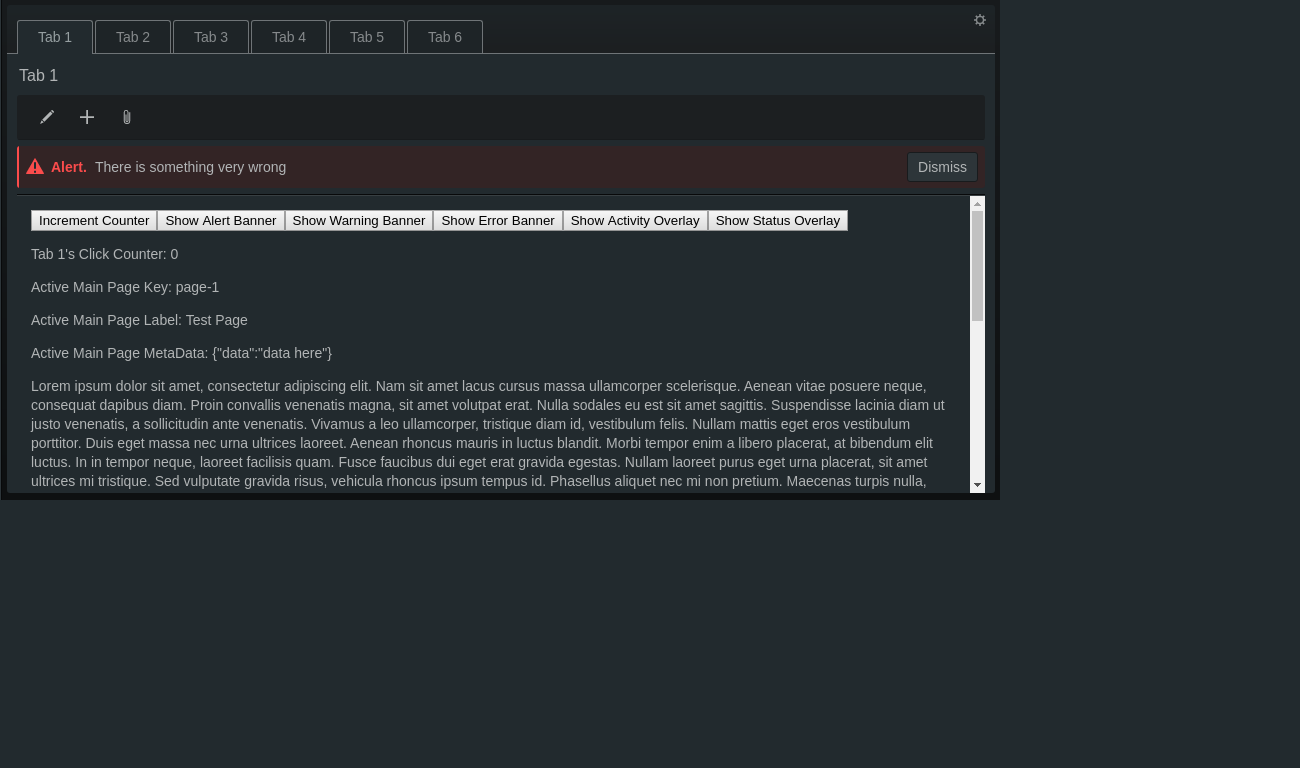 Tab 1 Tab 2 Tab 3 Tab 4 Tab 5 Tab 6
Tab 1
Alert. There is something very wrong Dismiss
Increment Counter Show Alert Banner Show Warning Banner Show Error Banner Show Activity Overlay Show Status Overlay
Tab 1's Click Counter: 0
Active Main Page Key: page-1
Active Main Page Label: Test Page
Active Main Page MetaData: {"data":"data here"}
Lorem ipsum dolor sit amet, consectetur adipiscing elit. Nam sit amet lacus cursus massa ullamcorper scelerisque. Aenean vitae posuere neque,
consequat dapibus diam. Proin convallis venenatis magna, sit amet volutpat erat. Nulla sodales eu est sit amet sagittis. Suspendisse lacinia diam ut
justo venenatis, a sollicitudin ante venenatis. Vivamus a leo ullamcorper, tristique diam id, vestibulum felis. Nullam mattis eget eros vestibulum
porttitor. Duis eget massa nec urna ultrices laoreet. Aenean rhoncus mauris in luctus blandit. Morbi tempor enim a libero placerat, at bibendum elit
luctus. In in tempor neque, laoreet facilisis quam. Fusce faucibus dui eget erat gravida egestas. Nullam laoreet purus eget urna placerat, sit amet
ultrices mi tristique. Sed vulputate gravida risus, vehicula rhoncus ipsum tempus id. Phasellus aliquet nec mi non pretium. Maecenas turpis nulla,